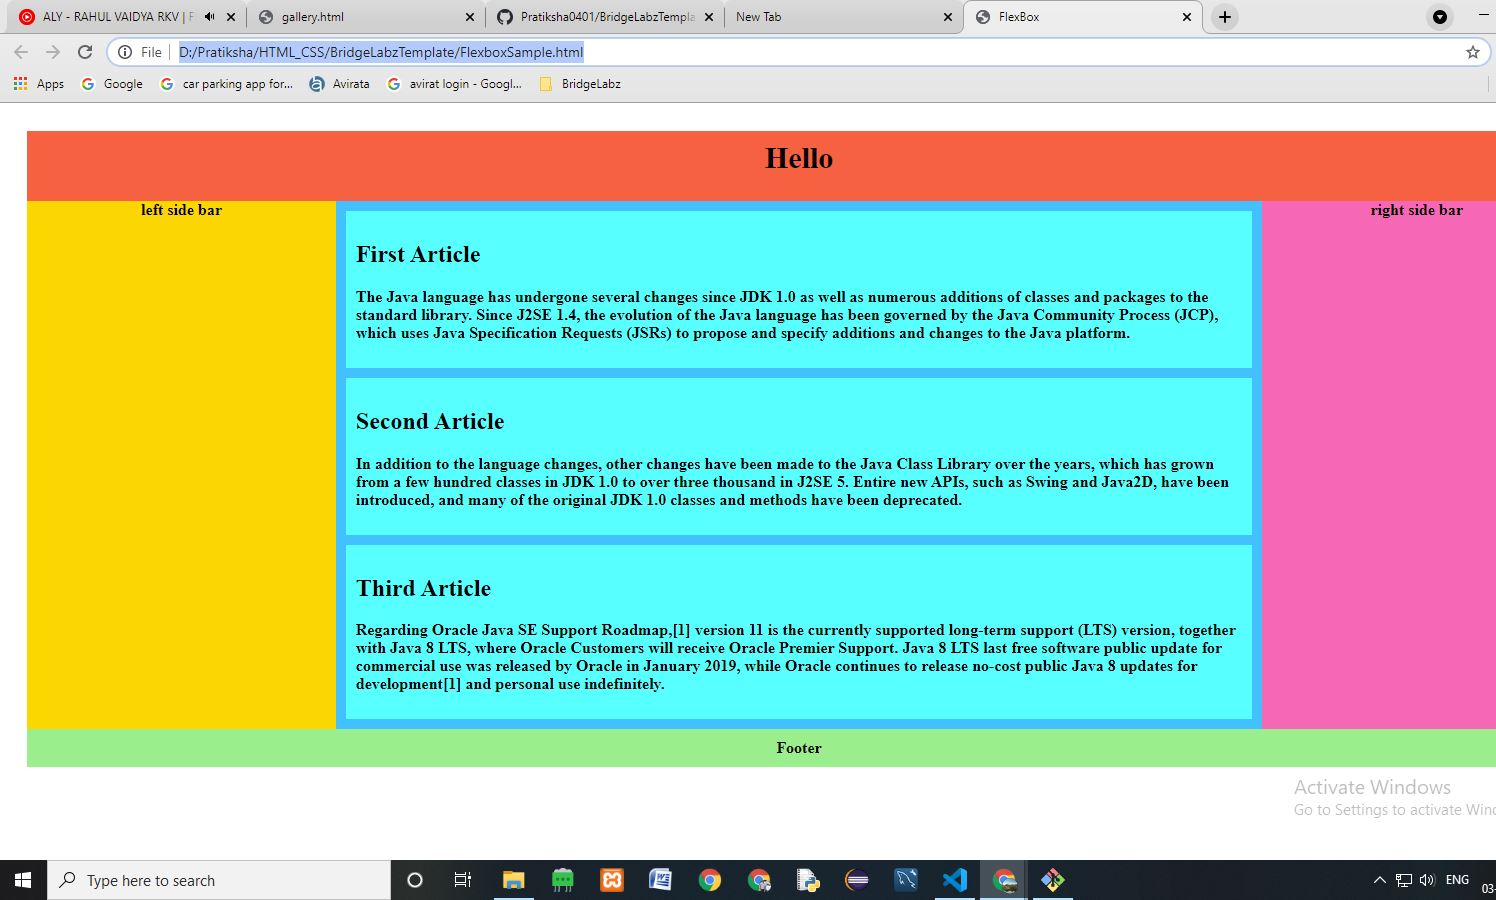 ALY - RAHUL VAIDYA RKV | F
gallery.html
Pratiksha0401/BridgeLabzTempla
New Tab
FlexBox
File
D:/Pratiksha/HTML_CSS/BridgeLabzTemplate/FlexboxSample.html
Apps
Google
car parking app for...
Avirata
avirat login - Googl...
BridgeLabz
Hello
left side bar
right side bar
First Article
The Java language has undergone several changes since JDK 1.0 as well as numerous additions of classes and packages to the
standard library. Since J2SE 1.4, the evolution of the Java language has been governed by the Java Community Process (JCP),
which uses Java Specification Requests (JSRs) to propose and specify additions and changes to the Java platform.
Second Article
In addition to the language changes, other changes have been made to the Java Class Library over the years, which has grown
from a few hundred classes in JDK 1.0 to over three thousand in J2SE 5. Entire new APIs, such as Swing and Java2D, have been
introduced, and many of the original JDK 1.0 classes and methods have been deprecated.
Third Article
Regarding Oracle Java SE Support Roadmap,[1] version 11 is the currently supported long-term support (LTS) version, together
with Java 8 LTS, where Oracle Customers will receive Oracle Premier Support. Java 8 LTS last free software public update for
commercial use was released by Oracle in January 2019, while Oracle continues to release no-cost public Java 8 updates for
development[1] and personal use indefinitely.
Footer
Activate Windows
Go to Settings to activate Wind
Type here to search
ENG
03-